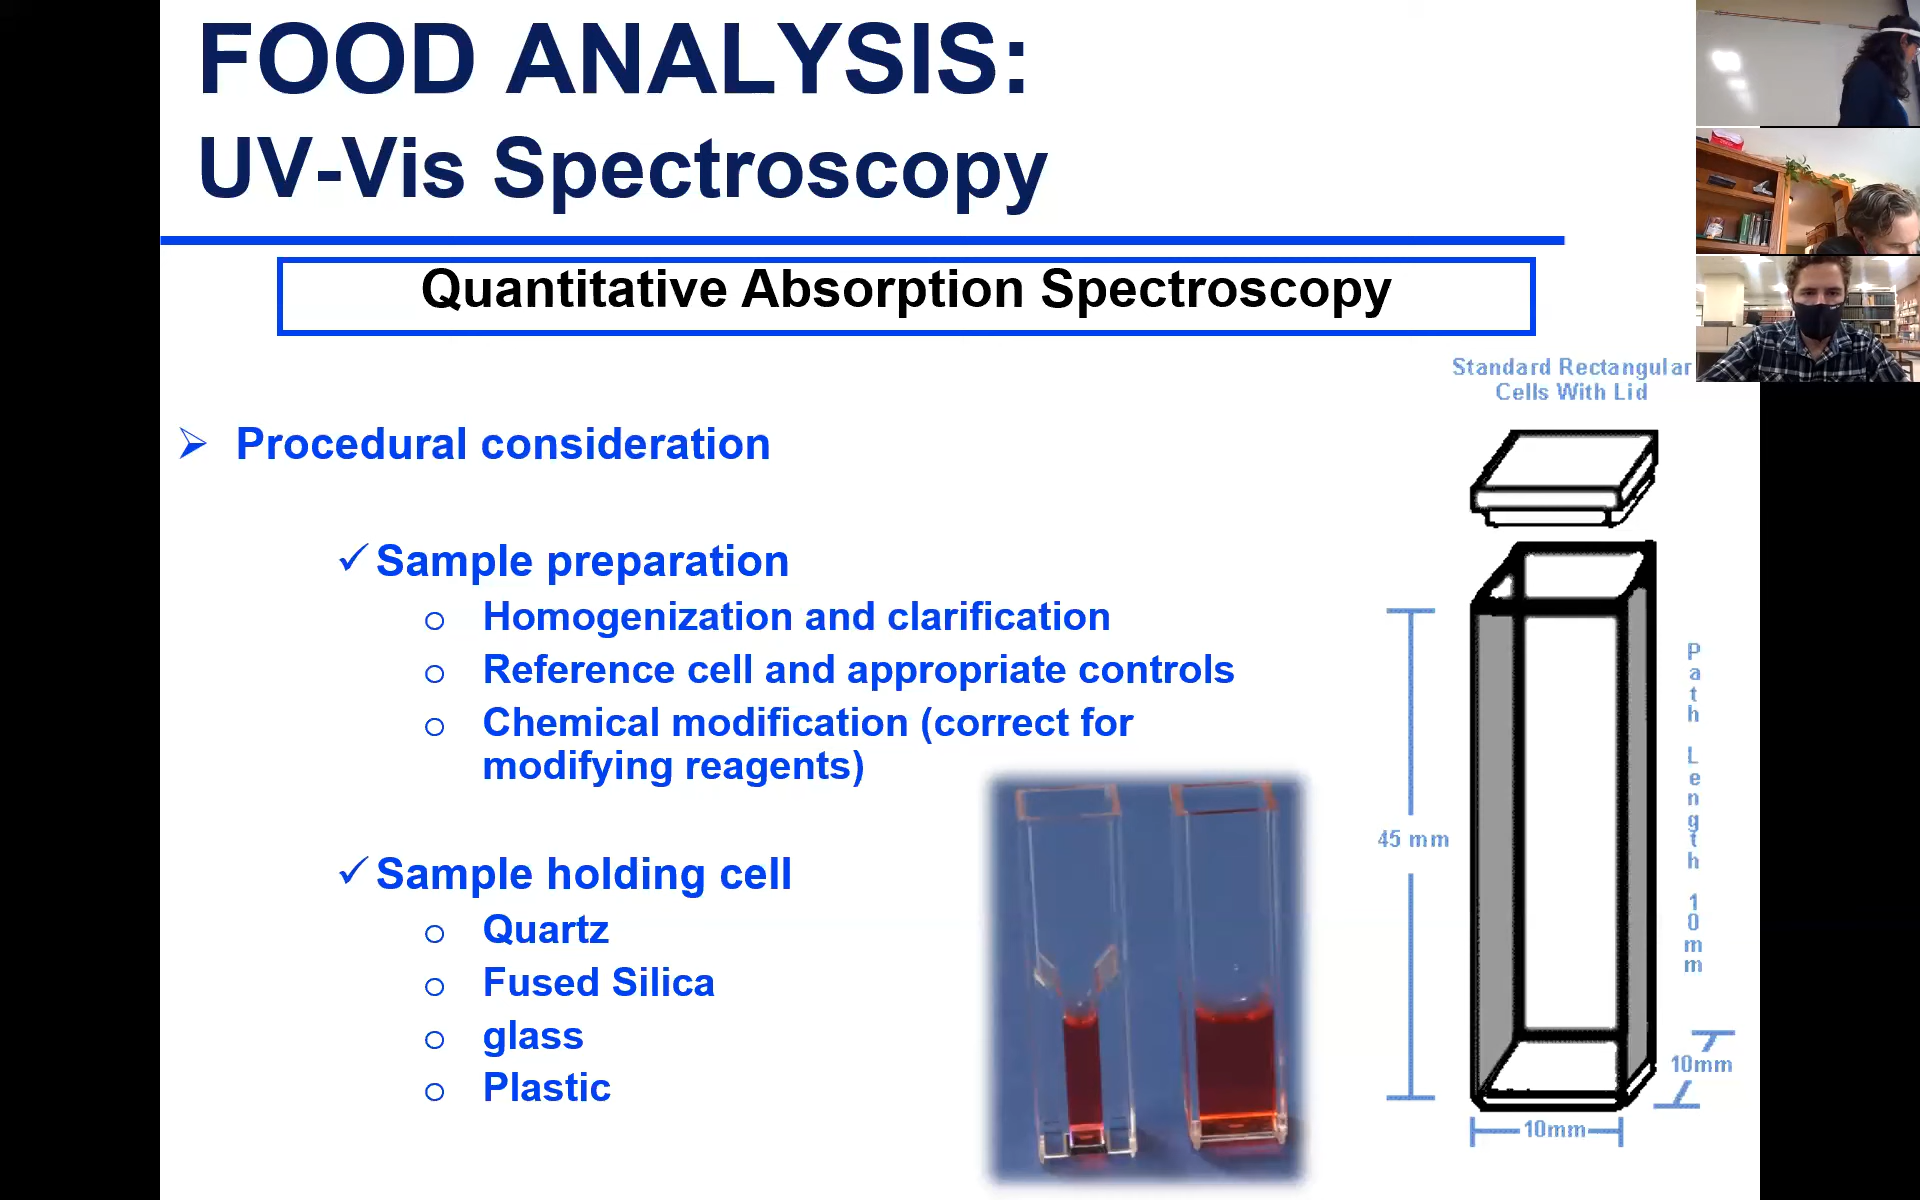 FOOD ANALYSIS:
UV-Vis Spectroscopy
Quantitative Absorption Spectroscopy
Standard Rectangular
Cells With Lid
Procedural consideration
Sample preparation
Homogenization and clarification
Reference cell and appropriate controls
Chemical modification (correct for
modifying reagents)
Sample holding cell
Quartz
Fused Silica
glass
Plastic
45 mm
Path Length 10mm
10mm
10mm